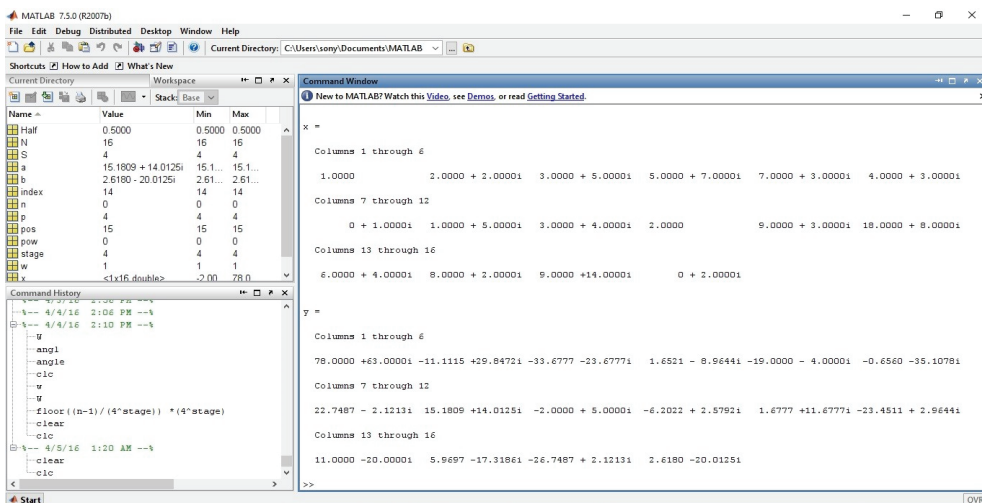 MATLAB 7.5.0 (R2007b)
File Edit Debug Distributed Desktop Window Help
Current Directory: C:\Users\sony\Documents\MATLAB
Shortcuts How to Add What's New
Current Directory Workspace
Stack: Base
Name Value Min Max
Half 0.5000 0.5000 0.5000
N 16 16 16
S 4 4 4
a 15.1809 + 14.0125i 15.1... 15.1...
b 2.6180 - 20.0125i 2.61... 2.61...
index 14 14 14
n 0 0 0
p 4 4 4
pos 15 15 15
pow 0 0 0
stage 4 4 4
w 1 1 1
x <1x16 double> -2.00 78.0
Command History
%-- 4/4/16 2:06 PM --%
%-- 4/4/16 2:10 PM --%
W
angl
angle
clc
w
W
floor((n-1)/(4^stage)) *(4^stage)
clear
clc
%-- 4/5/16 1:20 AM --%
clear
clc
Start
Command Window
New to MATLAB? Watch this Video, see Demos, or read Getting Started.
x =
Columns 1 through 6
1.0000 2.0000 + 2.0000i 3.0000 + 5.0000i 5.0000 + 7.0000i 7.0000 + 3.0000i 4.0000 + 3.0000i
Columns 7 through 12
0 + 1.0000i 1.0000 + 5.0000i 3.0000 + 4.0000i 2.0000 9.0000 + 3.0000i 18.0000 + 8.0000i
Columns 13 through 16
6.0000 + 4.0000i 8.0000 + 2.0000i 9.0000 +14.0000i 0 + 2.0000i
y =
Columns 1 through 6
78.0000 +63.0000i -11.1115 +29.8472i -33.6777 -23.6777i 1.6521 - 8.9644i -19.0000 - 4.0000i -0.6560 -35.1078i
Columns 7 through 12
22.7487 - 2.1213i 15.1809 +14.0125i -2.0000 + 5.0000i -6.2022 + 2.5792i 1.6777 +11.6777i -23.4511 + 2.9644i
Columns 13 through 16
11.0000 -20.0000i 5.9697 -17.3186i -26.7487 + 2.1213i 2.6180 -20.0125i
>>
OVR